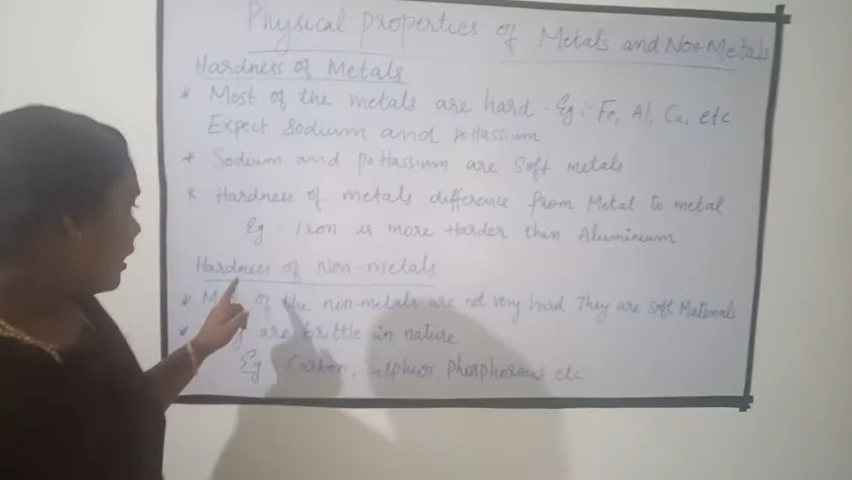 Physical properties of Metals and Non-Metals
Hardness of Metals
* Most of the metals are hard - Eg :- Fe, Al, Ca, etc
Expect Sodium and pottassium
* Sodium and pottassium are soft metals
* Hardness of metals difference from Metal to metal
Eg - Iron is more Harder than Aluminium
Hardness of Non-metals
* of the non-metals are not very hard They are soft Materials
* are brittle in nature
Eg Carbon, Sulphur, Phosphorous etc